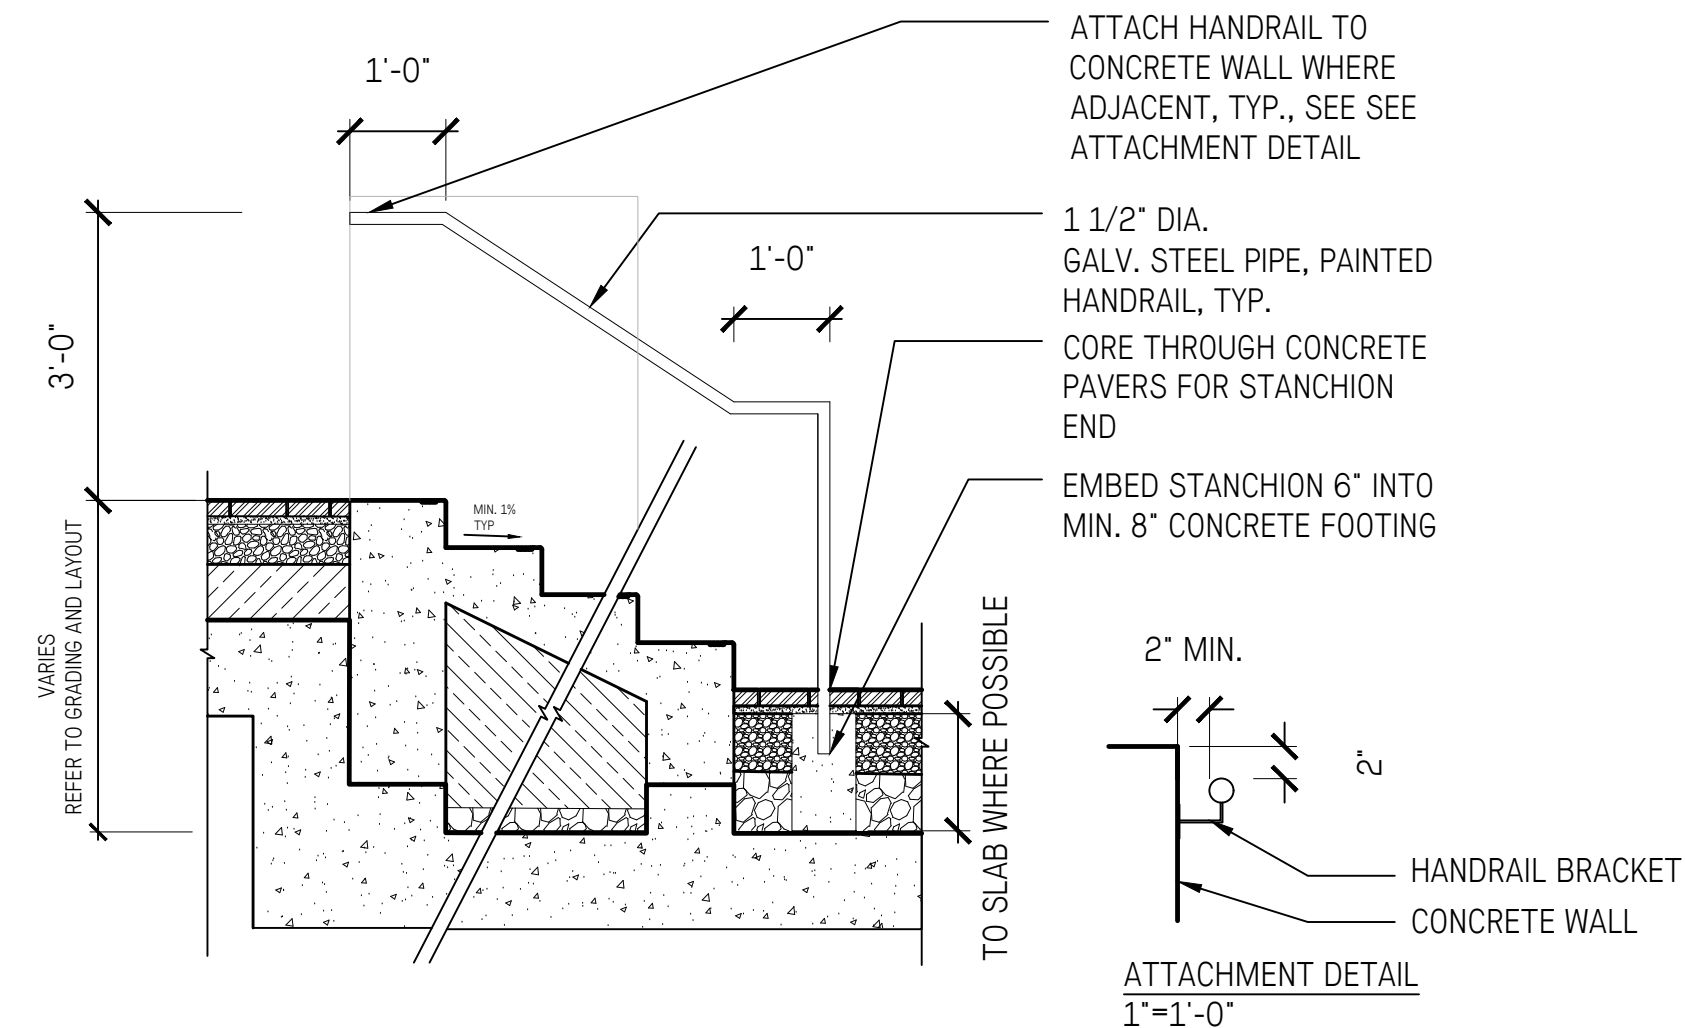 ATTACH HANDRAIL TO
CONCRETE WALL WHERE
ADJACENT, TYP., SEE SEE
ATTACHMENT DETAIL
1'-0"
1 1/2" DIA.
GALV. STEEL PIPE, PAINTED
HANDRAIL, TYP.
1'-0"
3'-0"
CORE THROUGH CONCRETE
PAVERS FOR STANCHION
END
EMBED STANCHION 6" INTO
MIN. 8" CONCRETE FOOTING
MIN. 1%
TYP
VARIES
REFER TO GRADING AND LAYOUT
TO SLAB WHERE POSSIBLE
2" MIN.
2"
HANDRAIL BRACKET
CONCRETE WALL
ATTACHMENT DETAIL
1"=1'-0"